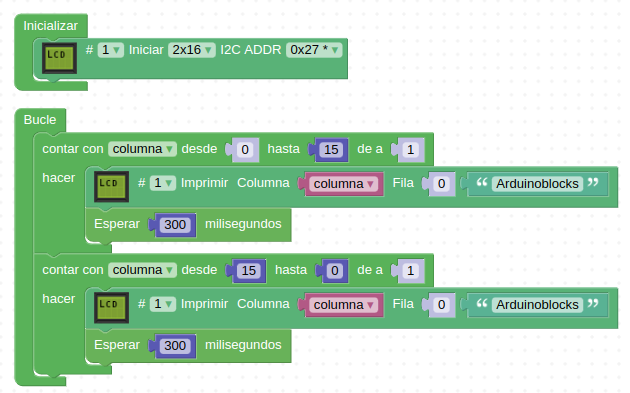 Inicializar
LCD # 1 Iniciar 2x16 I2C ADDR 0x27 *
Bucle
contar con columna desde 0 hasta 15 de a 1
hacer LCD # 1 Imprimir Columna columna Fila 0 “ Arduinoblocks ”
Esperar 300 milisegundos
contar con columna desde 15 hasta 0 de a 1
hacer LCD # 1 Imprimir Columna columna Fila 0 “ Arduinoblocks ”
Esperar 300 milisegundos